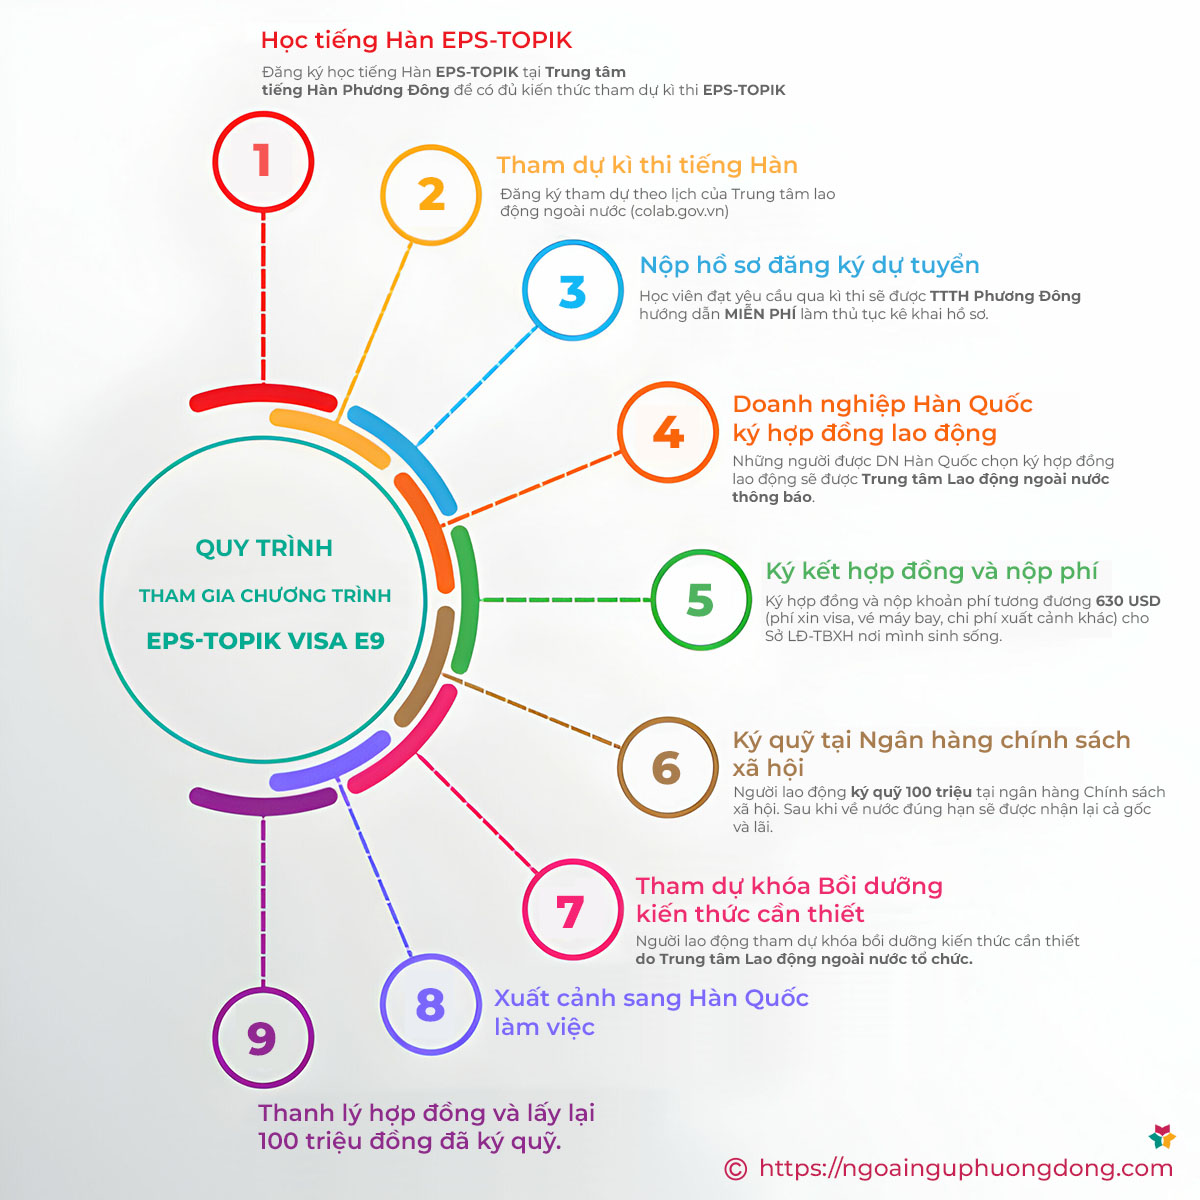 Học tiếng Hàn EPS-TOPIK
Đăng ký học tiếng Hàn EPS-TOPIK tại Trung tâm
tiếng Hàn Phương Đông để có đủ kiến thức tham dự kì thi EPS-TOPIK
1
2
Tham dự kì thi tiếng Hàn
Đăng ký tham dự theo lịch của Trung tâm lao
động ngoài nước (colab.gov.vn)
3
Nộp hồ sơ đăng ký dự tuyển
Học viên đạt yêu cầu qua kì thi sẽ được TTTH Phương Đông
hướng dẫn MIỄN PHÍ làm thủ tục kê khai hồ sơ.
4
Doanh nghiệp Hàn Quốc
ký hợp đồng lao động
Những người được DN Hàn Quốc chọn ký hợp đồng
lao động sẽ được Trung tâm Lao động ngoài nước
thông báo.
QUY TRÌNH
THAM GIA CHƯƠNG TRÌNH
EPS-TOPIK VISA E9
5
Ký kết hợp đồng và nộp phí
Ký hợp đồng và nộp khoản phí tương đương 630 USD
(phí xin visa, vé máy bay, chi phí xuất cảnh khác) cho
Sở LĐ-TBXH nơi mình sinh sống.
6
Ký quỹ tại Ngân hàng chính sách
xã hội
Người lao động ký quỹ 100 triệu tại ngân hàng Chính sách
xã hội. Sau khi về nước đúng hạn sẽ được nhận lại cả gốc
và lãi.
7
Tham dự khóa Bồi dưỡng
kiến thức cần thiết
Người lao động tham dự khóa bồi dưỡng kiến thức cần thiết
do Trung tâm Lao động ngoài nước tổ chức.
8
Xuất cảnh sang Hàn Quốc
làm việc
9
Thanh lý hợp đồng và lấy lại
100 triệu đồng đã ký quỹ.
© https://ngoainguphuongdong.com